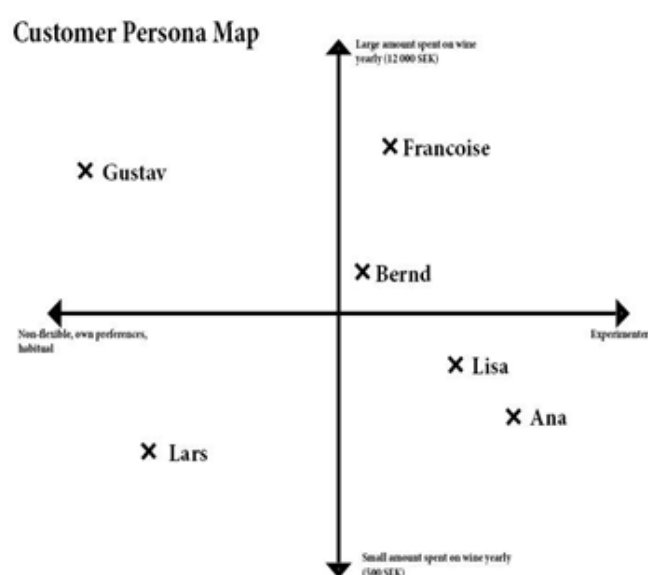 Customer Persona Map
Large amount spent on wine
yearly (12 000 SEK)
Francoise
Gustav
Bernd
Non-flexible, own preferences,
habitual
Experimenter
Lisa
Ana
Lars
Small amount spent on wine yearly
(500 SEK)